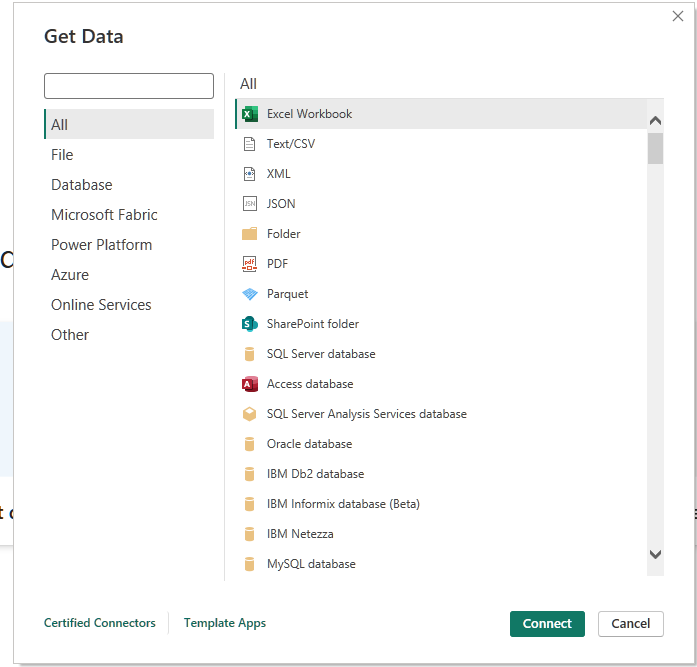 Get Data
All
File
Database
Microsoft Fabric
Power Platform
Azure
Online Services
Other
All
Excel Workbook
Text/CSV
XML
JSON
Folder
PDF
Parquet
SharePoint folder
SQL Server database
Access database
SQL Server Analysis Services database
Oracle database
IBM Db2 database
IBM Informix database (Beta)
IBM Netezza
MySQL database
Certified Connectors
Template Apps
Connect
Cancel